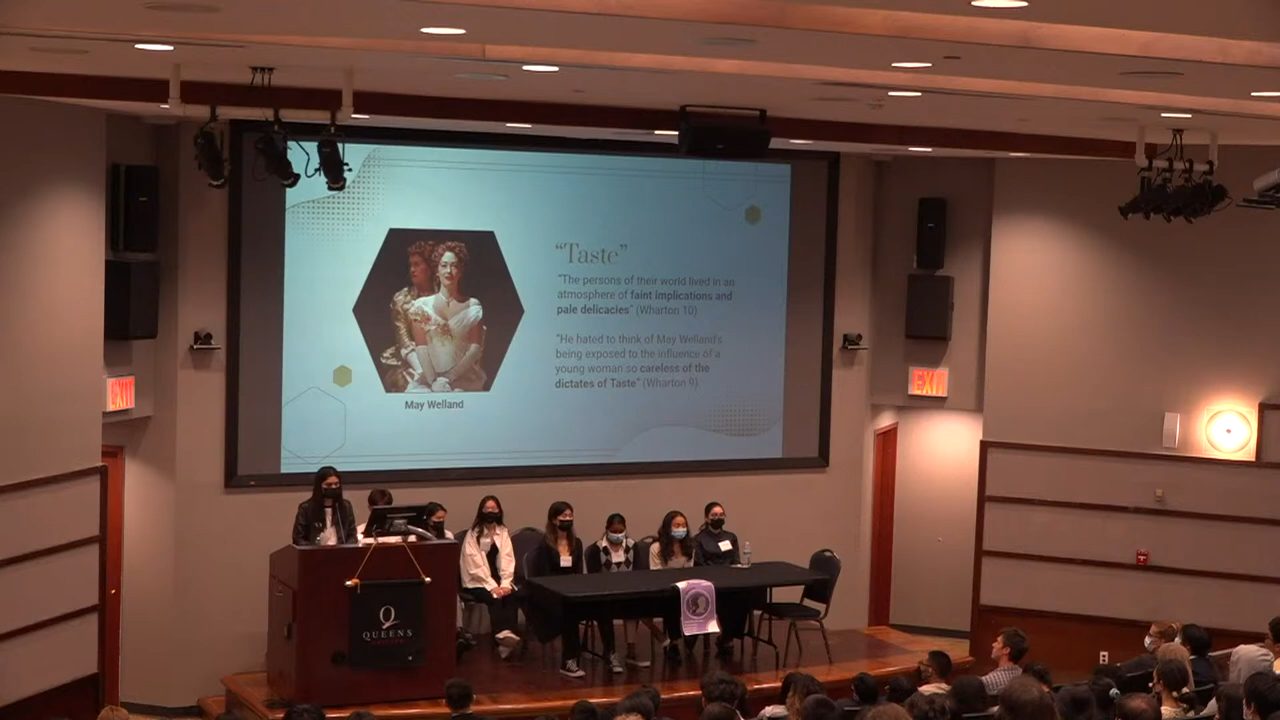 “Taste”
“The persons of their world lived in an
atmosphere of faint implications and
pale delicacies” (Wharton 10)
“He hated to think of May Welland's
being exposed to the influence of a
young woman so careless of the
dictates of Taste” (Wharton 9)
May Welland
EXIT
EXIT
Q
QUEENS